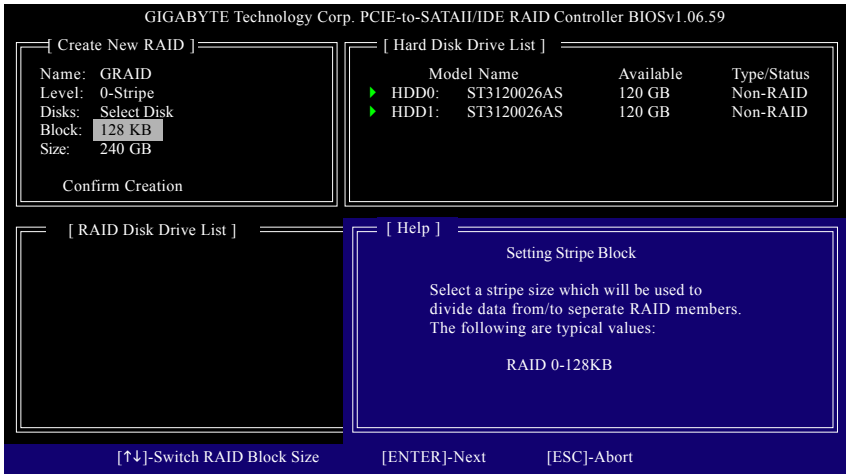 GIGABYTE Technology Corp. PCIE-to-SATAII/IDE RAID Controller BIOSv1.06.59
[ Create New RAID ]
Name: GRAID
Level: 0-Stripe
Disks: Select Disk
Block: 128 KB
Size: 240 GB
Confirm Creation
[ Hard Disk Drive List ]
Model Name Available Type/Status
HDD0: ST3120026AS 120 GB Non-RAID
HDD1: ST3120026AS 120 GB Non-RAID
[ RAID Disk Drive List ]
[ Help ]
Setting Stripe Block
Select a stripe size which will be used to
divide data from/to seperate RAID members.
The following are typical values:
RAID 0-128KB
[↑↓]-Switch RAID Block Size [ENTER]-Next [ESC]-Abort